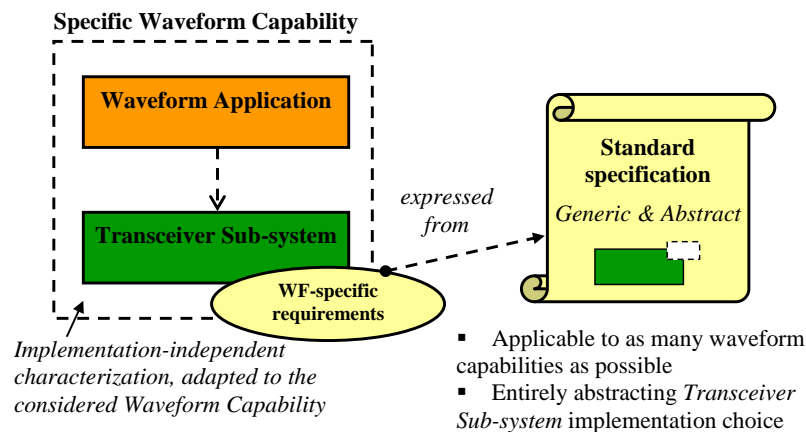 Specific Waveform Capability
Waveform Application
Transceiver Sub-system
WF-specific
requirements
Implementation-independent
characterization, adapted to the
considered Waveform Capability
expressed
from
Standard
specification
Generic & Abstract
▪ Applicable to as many waveform
capabilities as possible
▪ Entirely abstracting Transceiver
Sub-system implementation choice